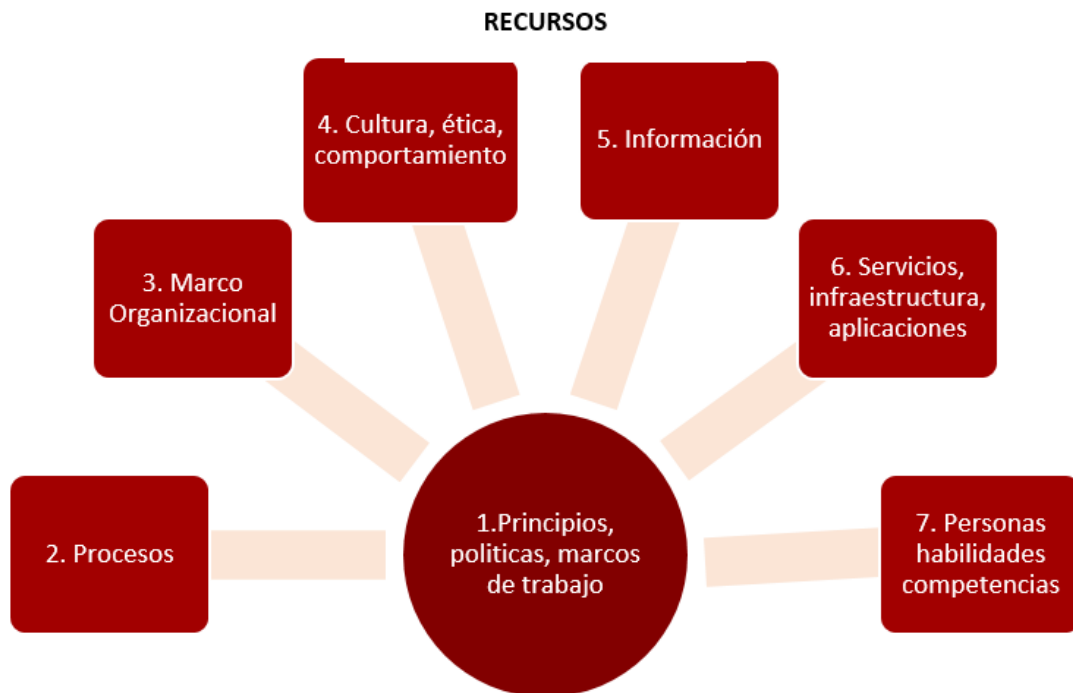 RECURSOS
4. Cultura, ética,
comportamiento
5. Información
3. Marco
Organizacional
6. Servicios,
infraestructura,
aplicaciones
2. Procesos
1.Principios,
politicas, marcos
de trabajo
7. Personas
habilidades
competencias